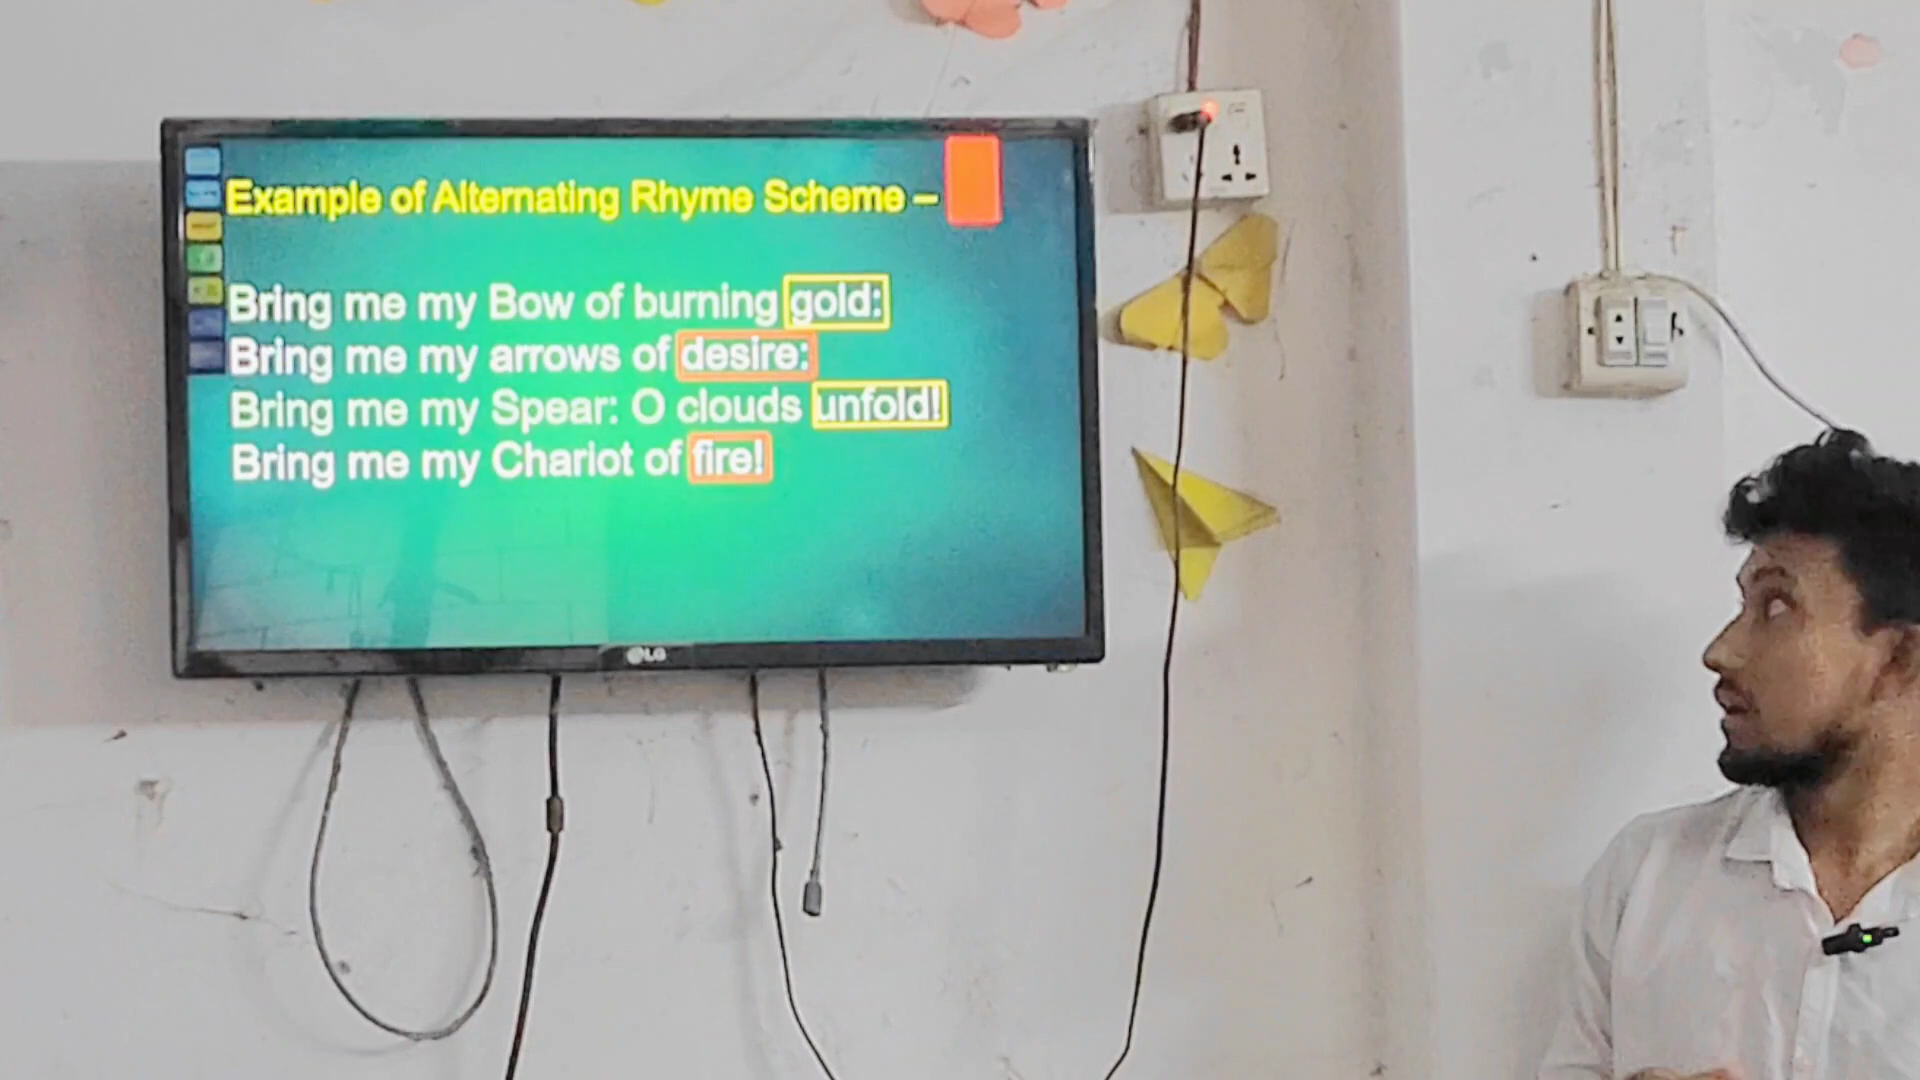 Example of Alternating Rhyme Scheme –
Bring me my Bow of burning gold:
Bring me my arrows of desire:
Bring me my Spear: O clouds unfold!
Bring me my Chariot of fire!
LG